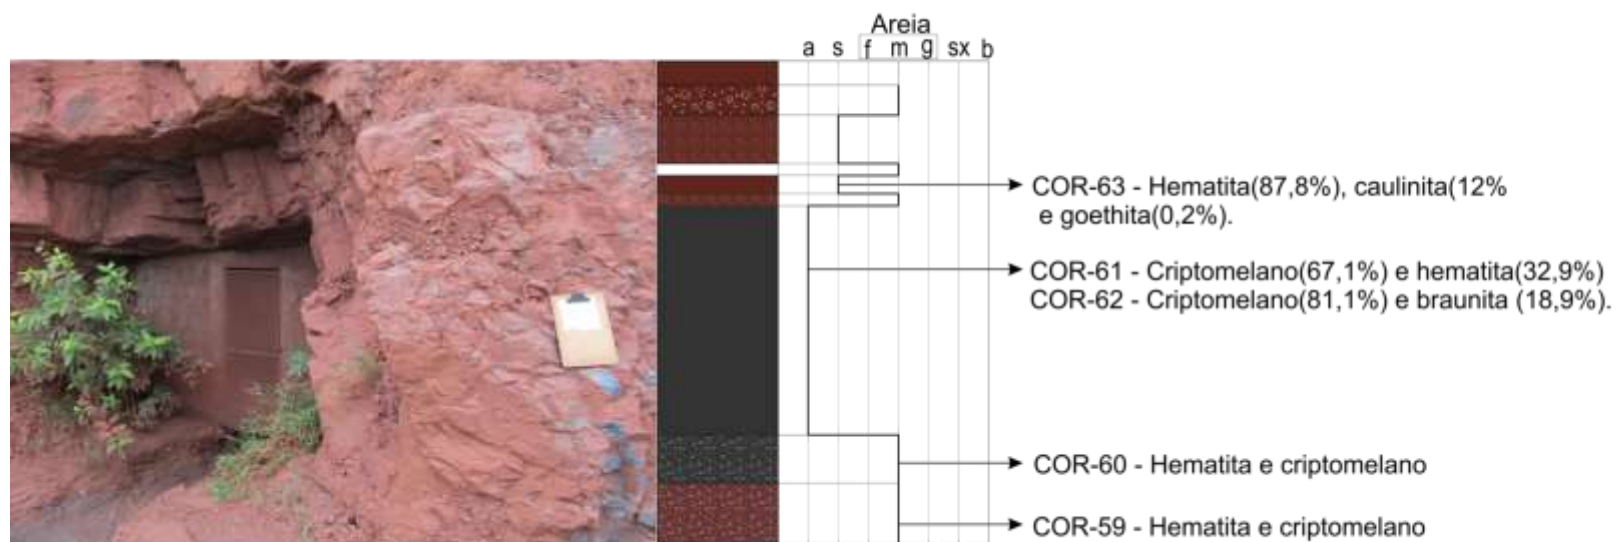 Areia
a s f m g sx b
COR-63 - Hematita(87,8%), caulinita(12%
e goethita(0,2%).
COR-61 - Criptomelano(67,1%) e hematita(32,9%)
COR-62 - Criptomelano(81,1%) e braunita (18,9%).
COR-60 - Hematita e criptomelano
COR-59 - Hematita e criptomelano